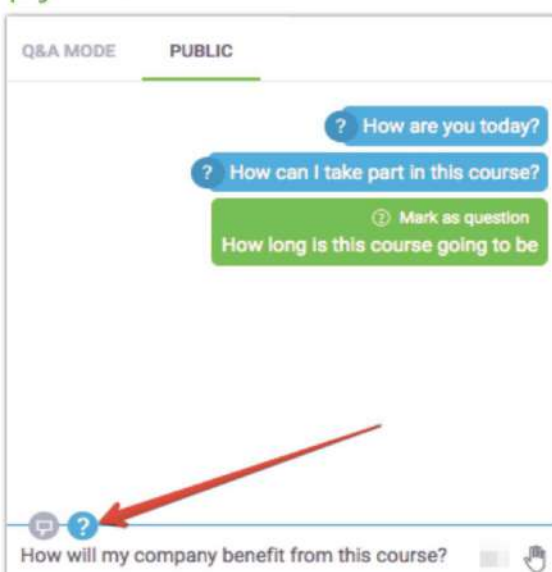 Q&A MODE PUBLIC
? How are you today?
? How can I take part in this course?
? Mark as question
How long is this course going to be
?
How will my company benefit from this course?